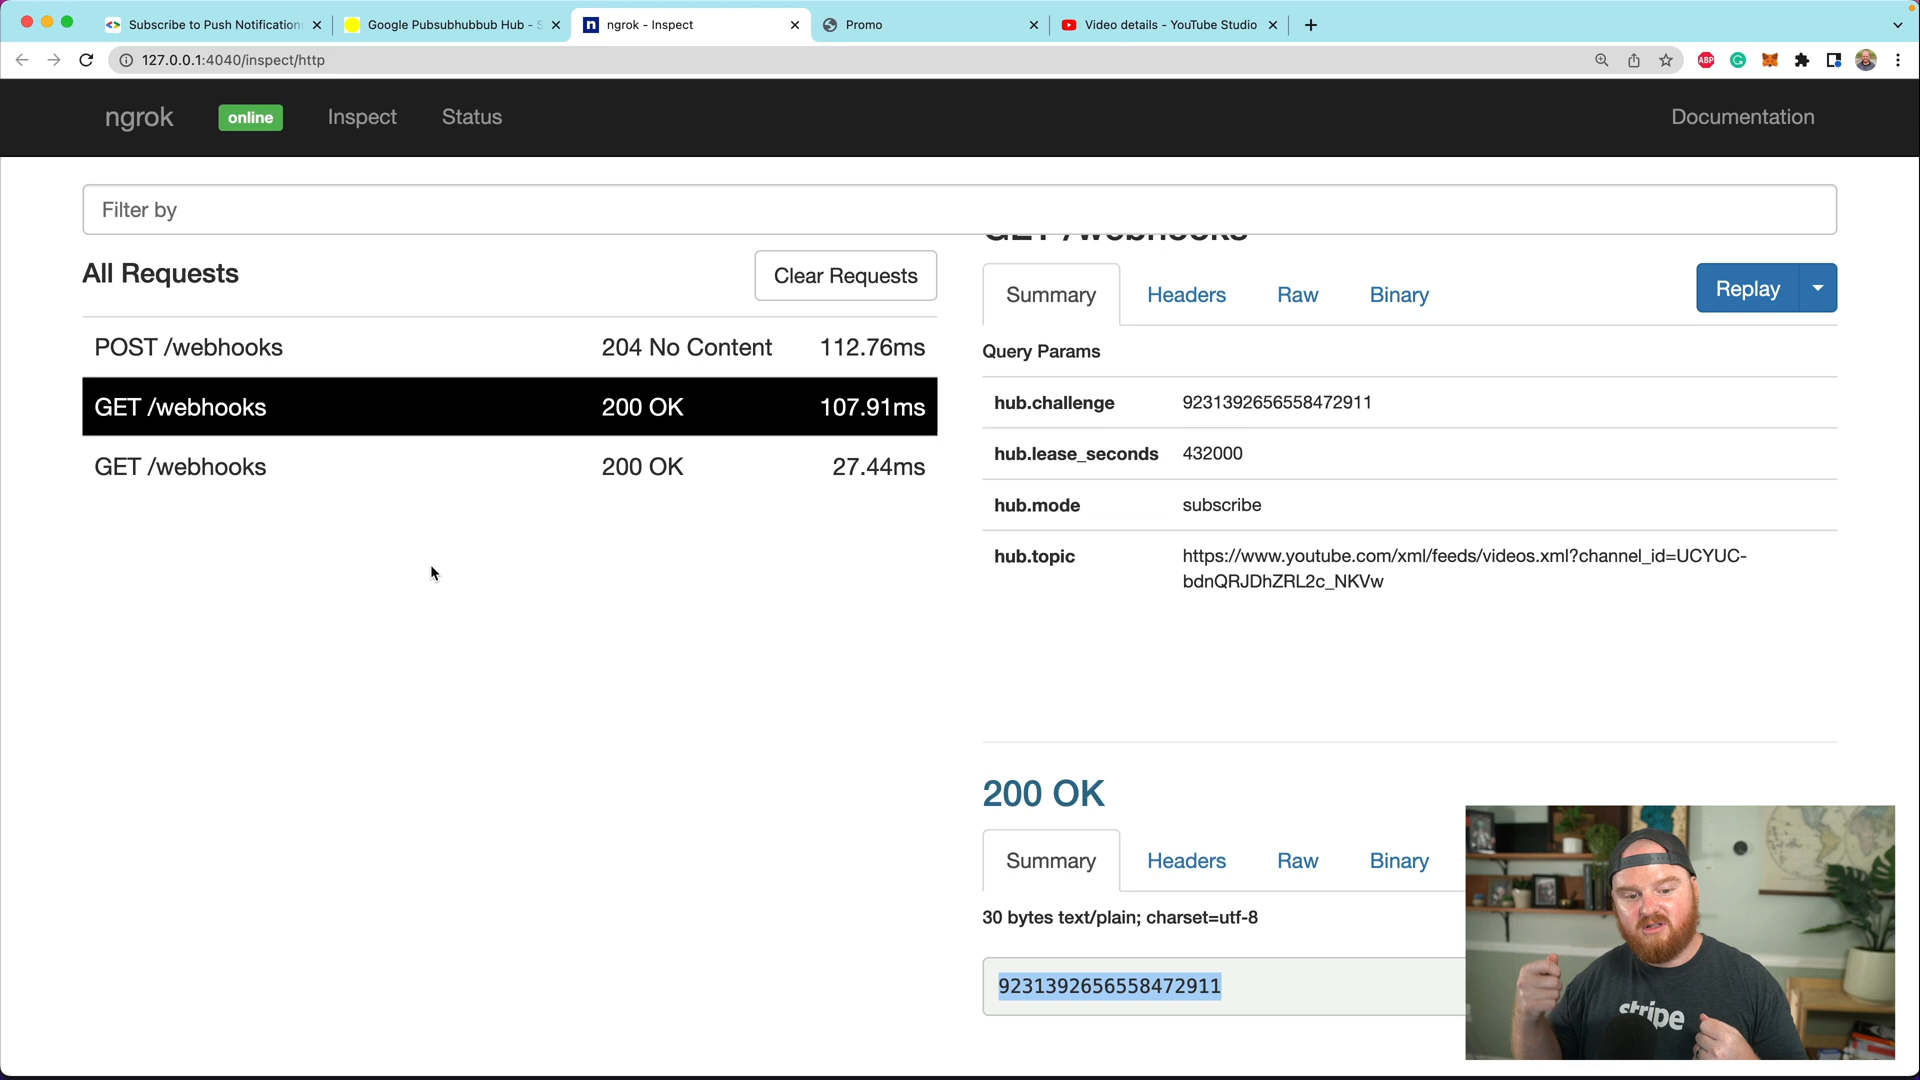 Subscribe to Push Notification
Google Pubsubhubbub Hub - S
ngrok - Inspect
Promo
Video details - YouTube Studio
127.0.0.1:4040/inspect/http
ABP
ngrok
online
Inspect
Status
Documentation
Filter by
All Requests
Clear Requests
POST /webhooks 204 No Content 112.76ms
GET /webhooks 200 OK 107.91ms
GET /webhooks 200 OK 27.44ms
GET /webhooks
Summary Headers Raw Binary
Replay
Query Params
hub.challenge 9231392656558472911
hub.lease_seconds 432000
hub.mode subscribe
hub.topic https://www.youtube.com/xml/feeds/videos.xml?channel_id=UCYUC-
bdnQRJDhZRL2c_NKVw
200 OK
Summary Headers Raw Binary
30 bytes text/plain; charset=utf-8
9231392656558472911
stripe